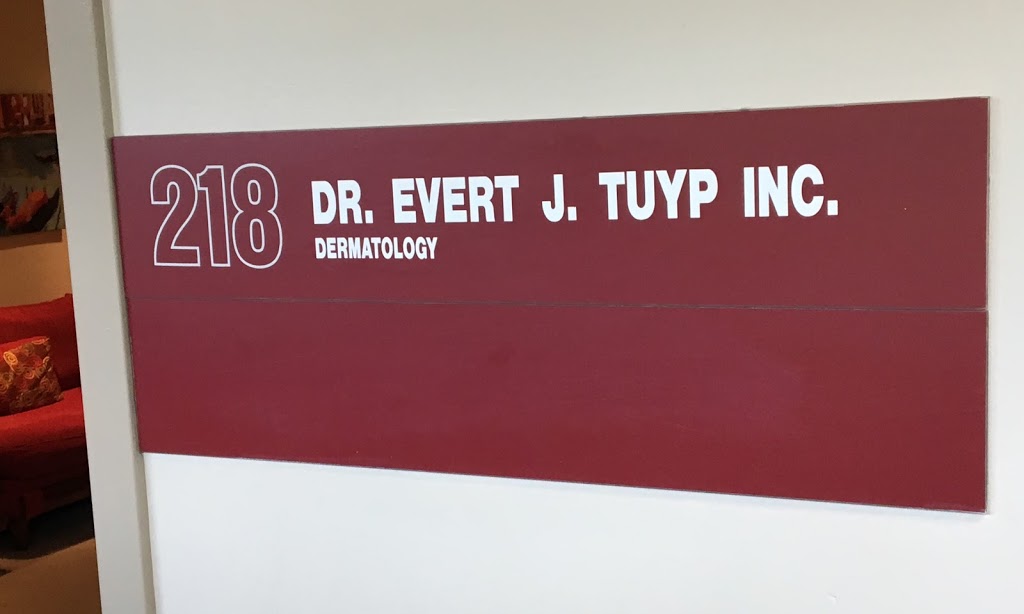 218
DR. EVERT J. TUYP INC.
DERMATOLOGY